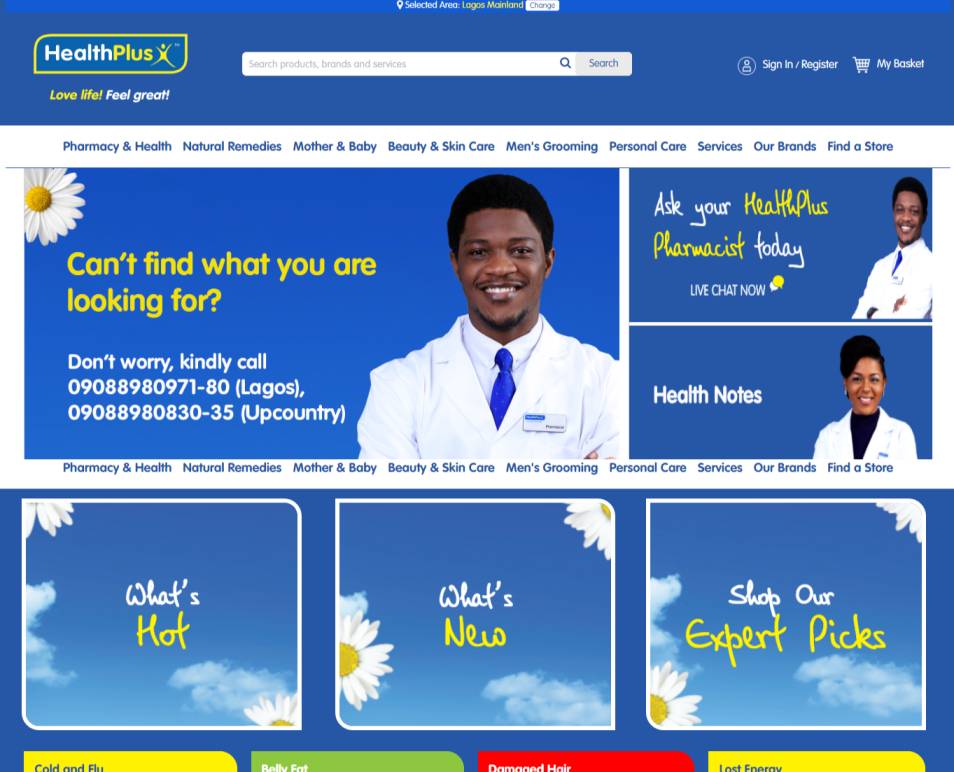 Selected Area: Lagos Mainland Change
HealthPlus
Love life! Feel great!
Search products, brands and services
Search
Sign In / Register
My Basket
Pharmacy & Health Natural Remedies Mother & Baby Beauty & Skin Care Men's Grooming Personal Care Services Our Brands Find a Store
Can't find what you are
looking for?
Don't worry, kindly call
09088980971-80 (Lagos),
09088980830-35 (Upcountry)
HealthPlus
Pharmacist
Ask your HealthPlus
Pharmacist today
LIVE CHAT NOW
Health Notes
Pharmacy & Health Natural Remedies Mother & Baby Beauty & Skin Care Men's Grooming Personal Care Services Our Brands Find a Store
What's
Hot
What's
New
Shop Our
Expert Picks
Cold and Flu
Belly Fat
Damaged Hair
Lost Energy